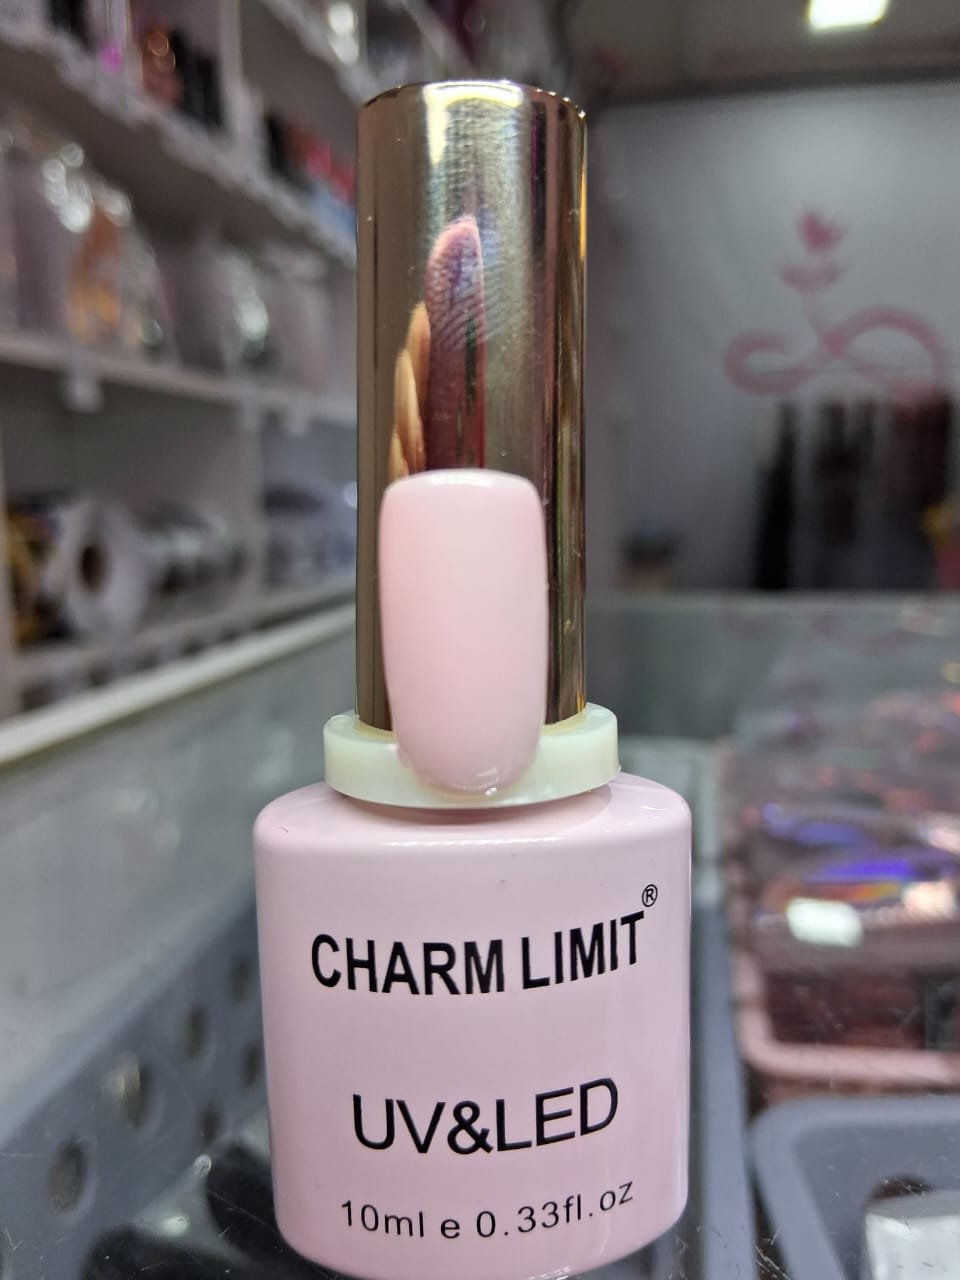 CHARM LIMIT®
UV&LED
10ml e 0.33fl.oz